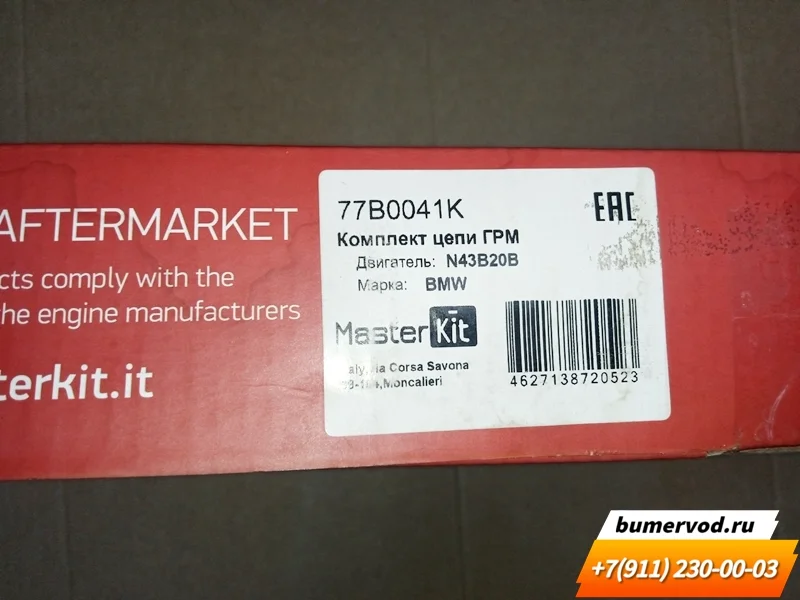 AFTERMARKET
cts comply with the
he engine manufacturers
terkit.it
77B0041K
EAC
Комплект цепи ГРМ
Двигатель: N43B20B
Марка: BMW
Master Kit
Corsa Savona
Moncalieri
4627138720523
bumervod.ru
+7(911) 230-00-03